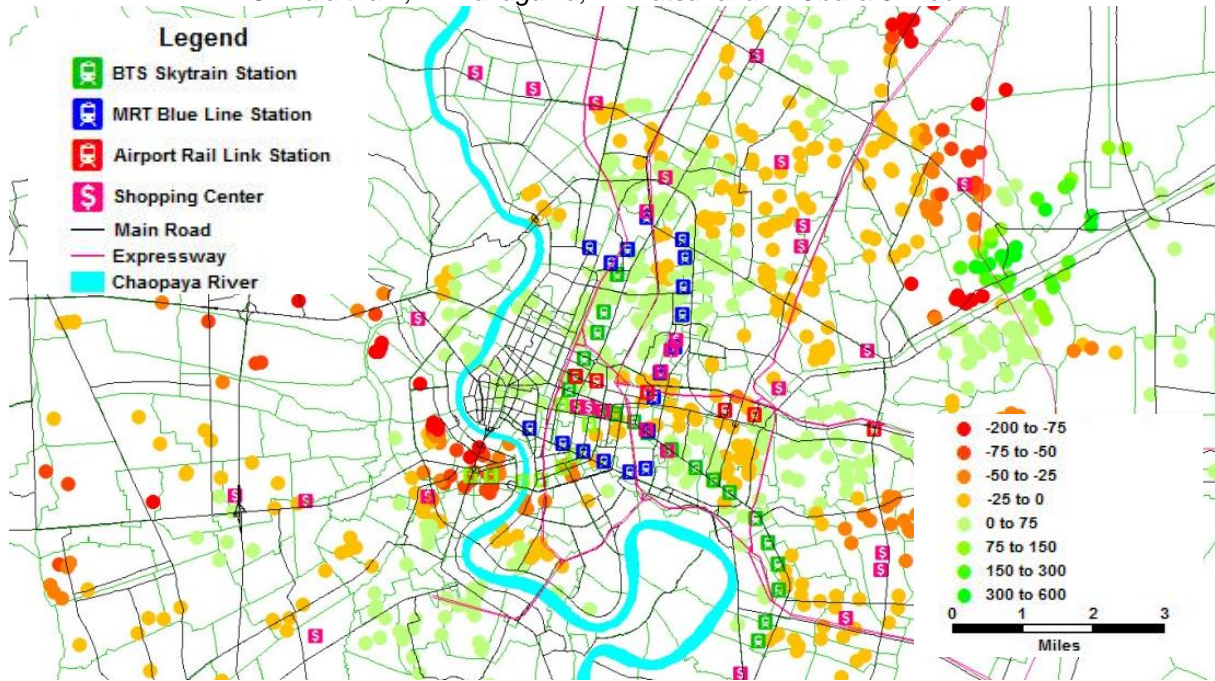 Legend
BTS Skytrain Station
MRT Blue Line Station
Airport Rail Link Station
$ Shopping Center
Main Road
Expressway
Chaopaya River
-200 to -75
-75 to -50
-50 to -25
-25 to 0
0 to 75
75 to 150
150 to 300
300 to 600
0 1 2 3
Miles